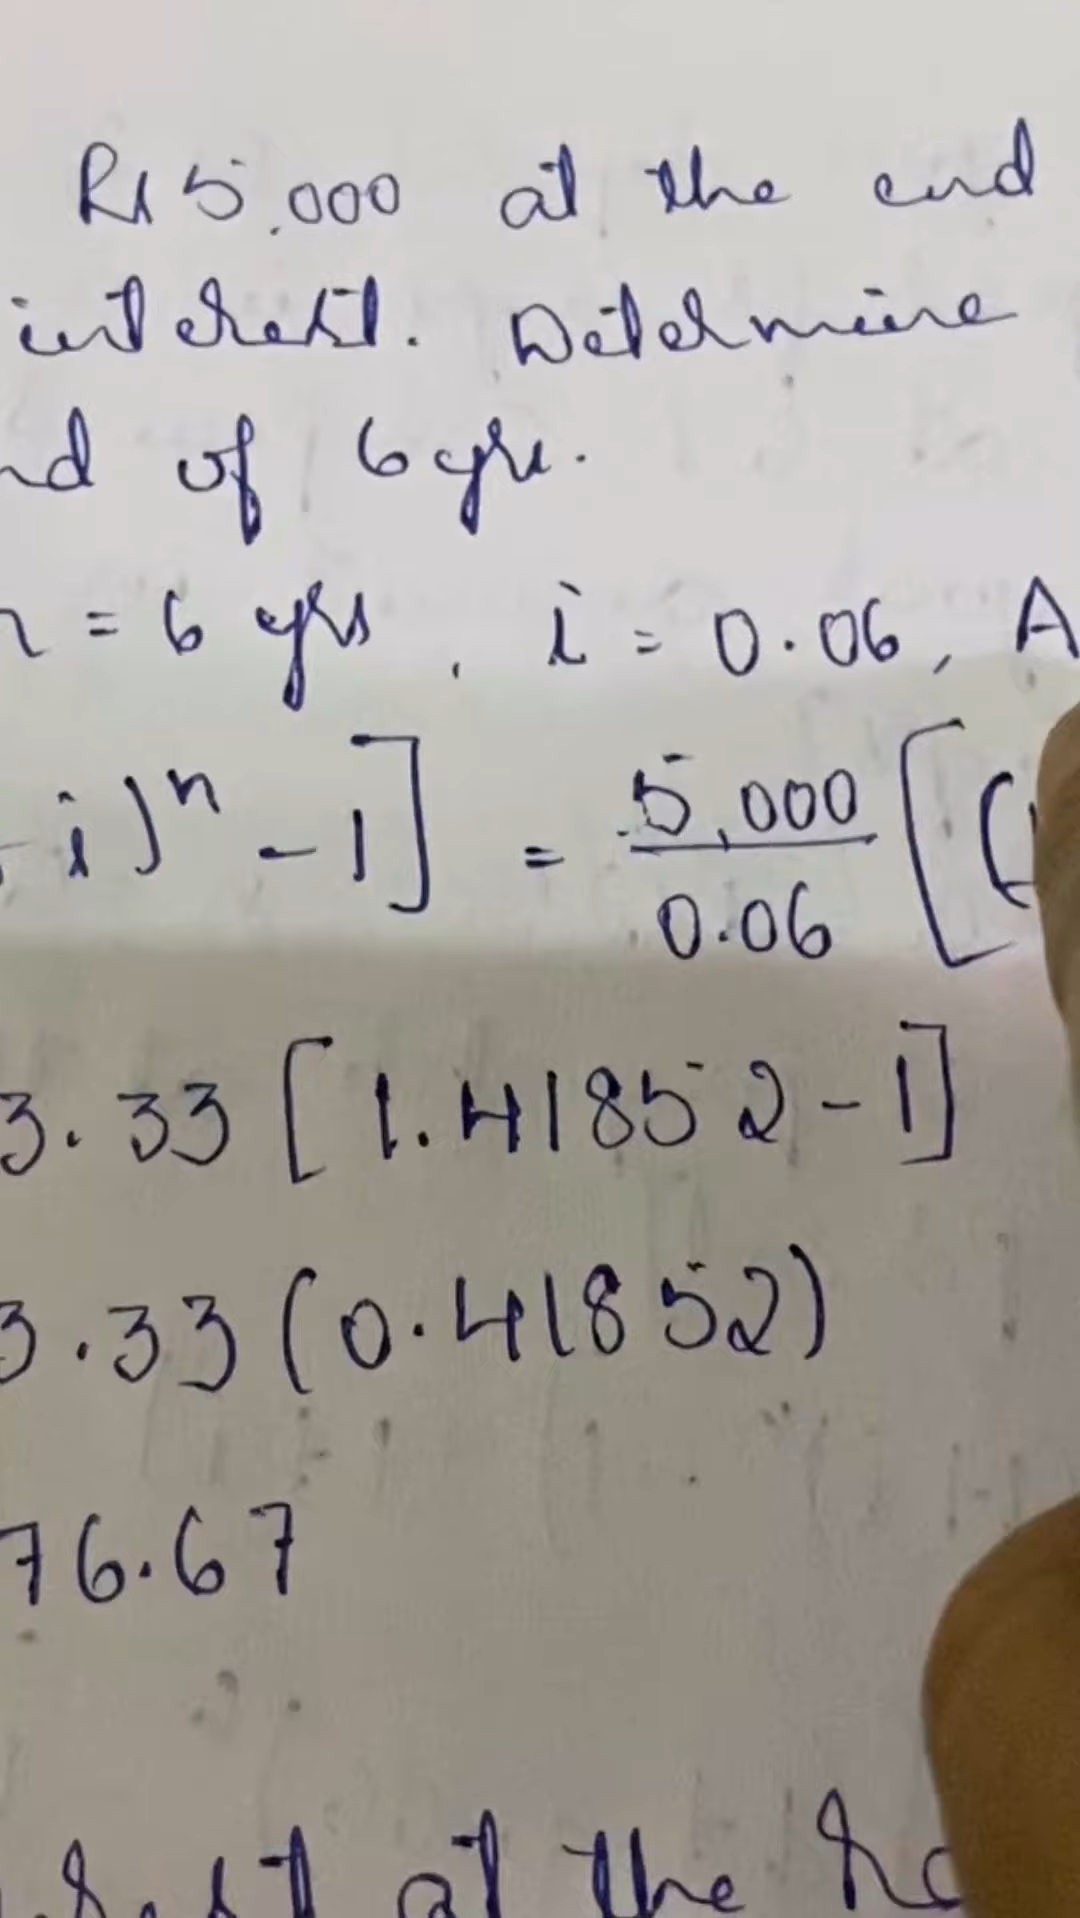 Rs 5,000 at the end
interest. Determine
nd of 6 yrs.
n = 6 yrs, i = 0.06, A
i)ⁿ - 1] = 5,000/0.06 [(
3.33 [1.41852 - 1]
3.33 (0.41852)
76.67
at the